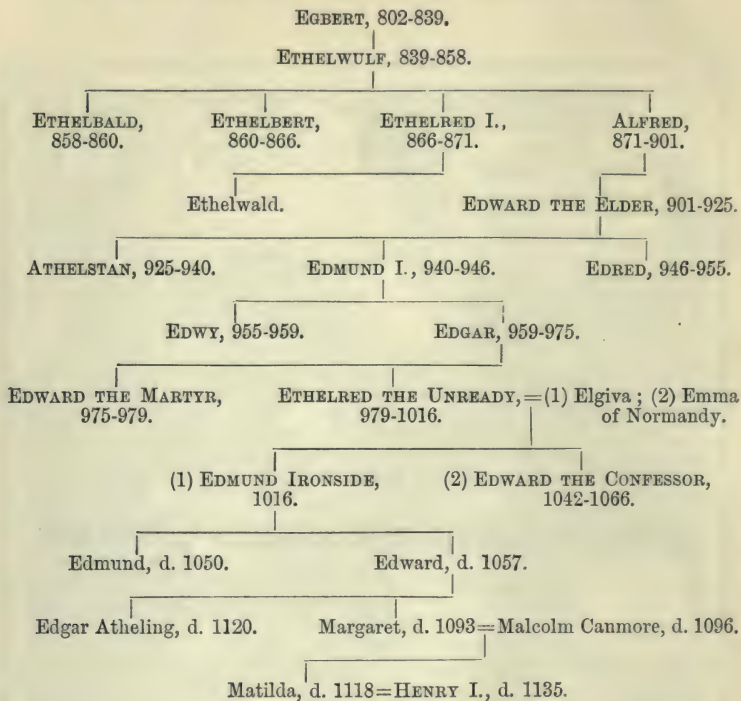 EGBERT, 802-839.
ETHELWULF, 839-858.
ETHELBALD, ETHELBERT, ETHELRED I., ALFRED,
858-860. 860-866. 866-871. 871-901.
Ethelwald. EDWARD THE ELDER, 901-925.
ATHELSTAN, 925-940. EDMUND I., 940-946. EDRED, 946-955.
EDWY, 955-959. EDGAR, 959-975.
EDWARD THE MARTYR, ETHELRED THE UNREADY,=(1) Elgiva; (2) Emma
975-979. 979-1016. of Normandy.
(1) EDMUND IRONSIDE, (2) EDWARD THE CONFESSOR,
1016. 1042-1066.
Edmund, d. 1050. Edward, d. 1057.
Edgar Atheling, d. 1120. Margaret, d. 1093=Malcolm Canmore, d. 1096.
Matilda, d. 1118=HENRY I., d. 1135.